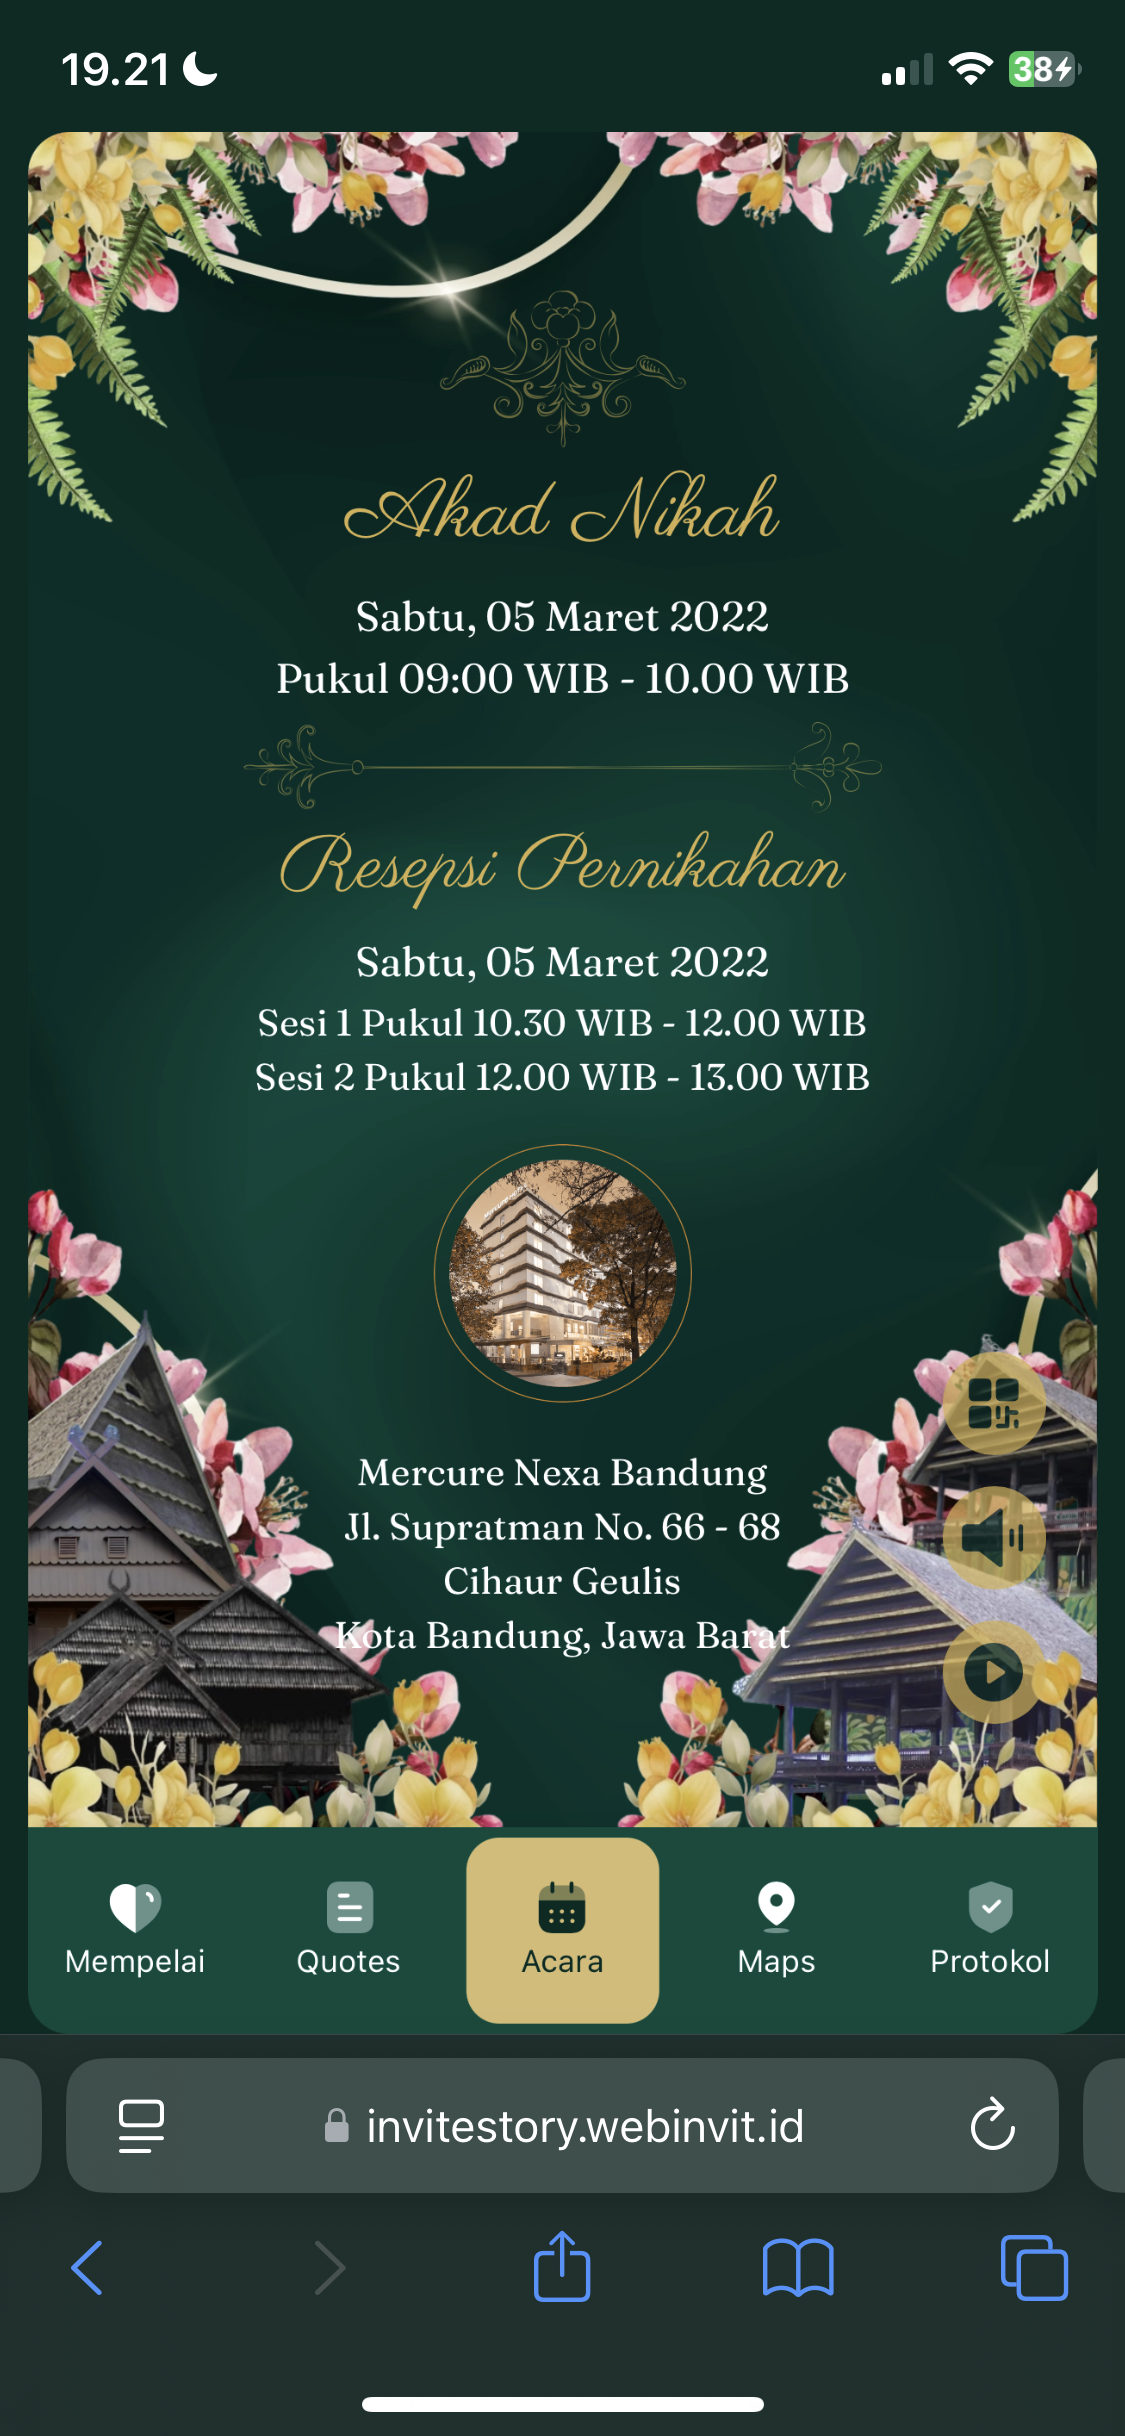 19.21
38
Akad Nikah
Sabtu, 05 Maret 2022
Pukul 09:00 WIB - 10.00 WIB
Resepsi Pernikahan
Sabtu, 05 Maret 2022
Sesi 1 Pukul 10.30 WIB - 12.00 WIB
Sesi 2 Pukul 12.00 WIB - 13.00 WIB
Mercure Nexa Bandung
Jl. Supratman No. 66 - 68
Cihaur Geulis
Kota Bandung, Jawa Barat
Mempelai Quotes Acara Maps Protokol
invitestory.webinvit.id